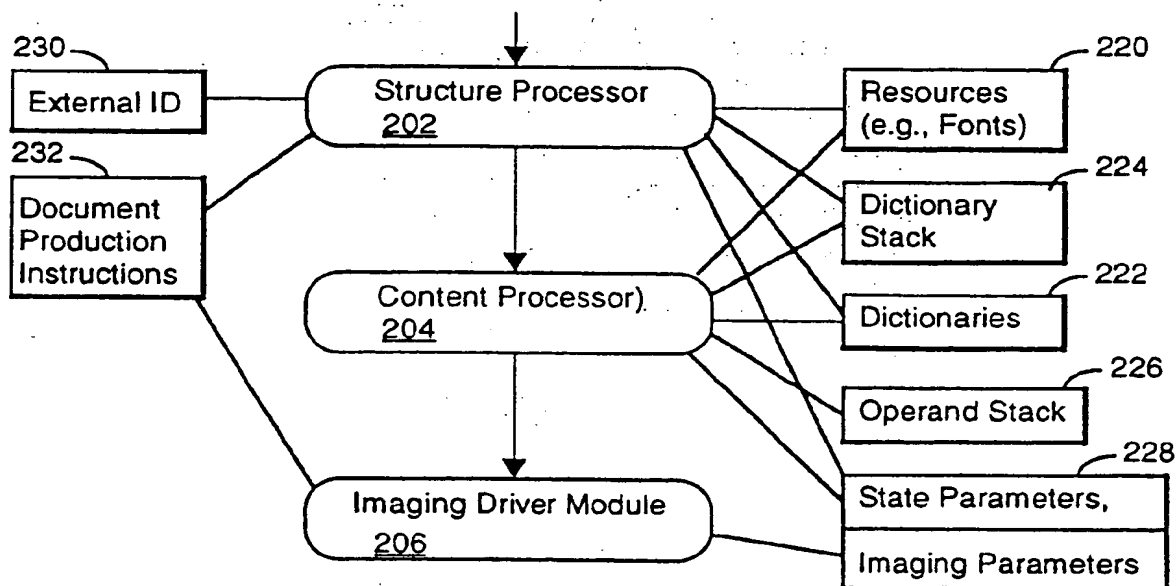 230
External ID
232
Document
Production
Instructions
Structure Processor
202
Content Processor)
204
Imaging Driver Module
206
220
Resources
(e.g., Fonts)
224
Dictionary
Stack
222
Dictionaries
226
Operand Stack
228
State Parameters,
Imaging Parameters